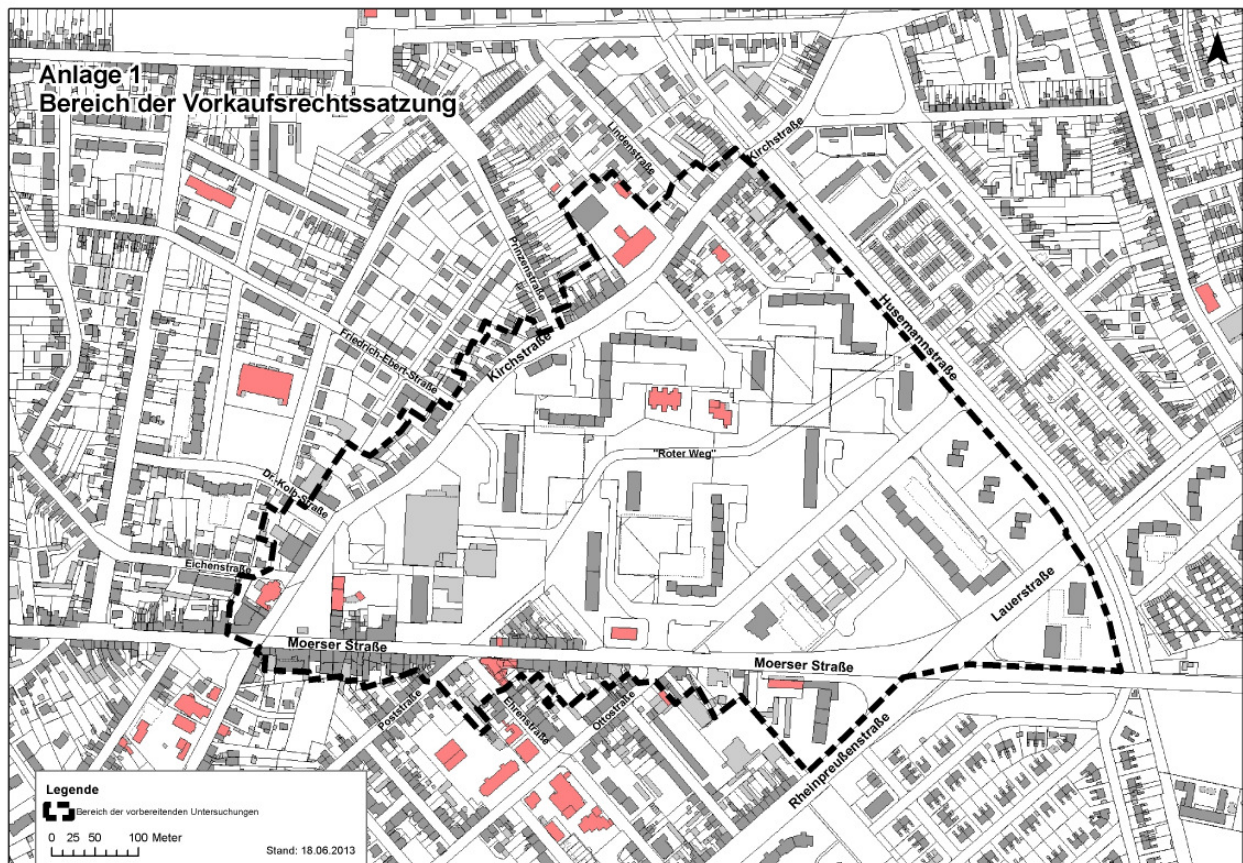 Anlage 1
Bereich der Vorkaufsrechtssatzung
N
Lindenstraße
Kirchstraße
Prinzenstraße
Husemannstraße
Kirchstraße
Friedrich-Ebert-Straße
"Roter Weg"
Dr.-Kolb-Straße
Eichenstraße
Lauerstraße
Moerser Straße
Moerser Straße
Poststraße
Ehrenstraße
Ottostraße
Rheinpreußenstraße
Legende
Bereich der vorbereitenden Untersuchungen
0 25 50 100 Meter
Stand: 18.06.2013